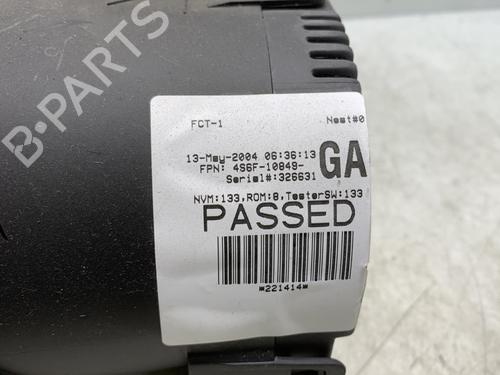 FCT-1 Nest#0
13-May-2004 06:36:13
FPN: 4S6F-10849- GA
Serial#:326631
NVM:133,ROM:8,TesterSW:133
PASSED
*221414*
B-PARTS